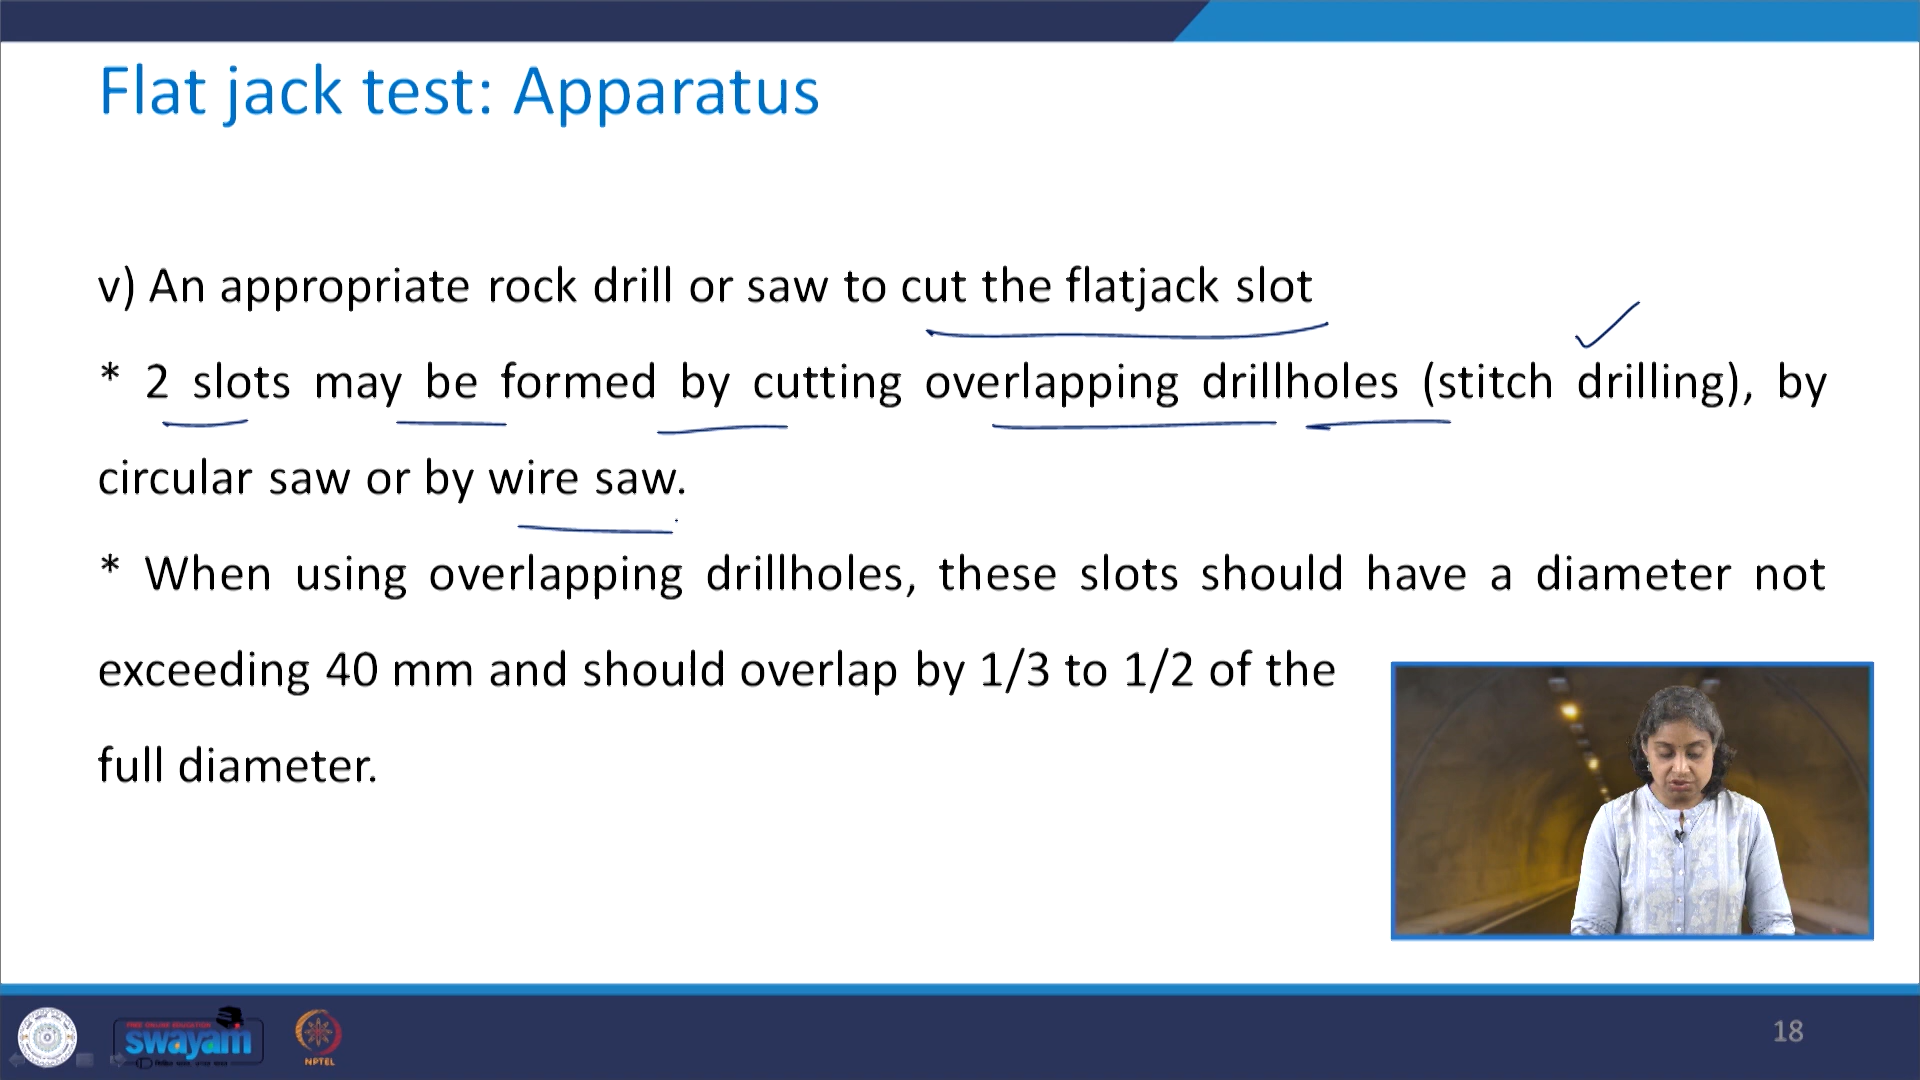 Flat jack test: Apparatus
v) An appropriate rock drill or saw to cut the flatjack slot
* 2 slots may be formed by cutting overlapping drillholes (stitch drilling), by
circular saw or by wire saw.
* When using overlapping drillholes, these slots should have a diameter not
exceeding 40 mm and should overlap by 1/3 to 1/2 of the
full diameter.
FREE ONLINE EDUCATION
swayam
NPTEL
18